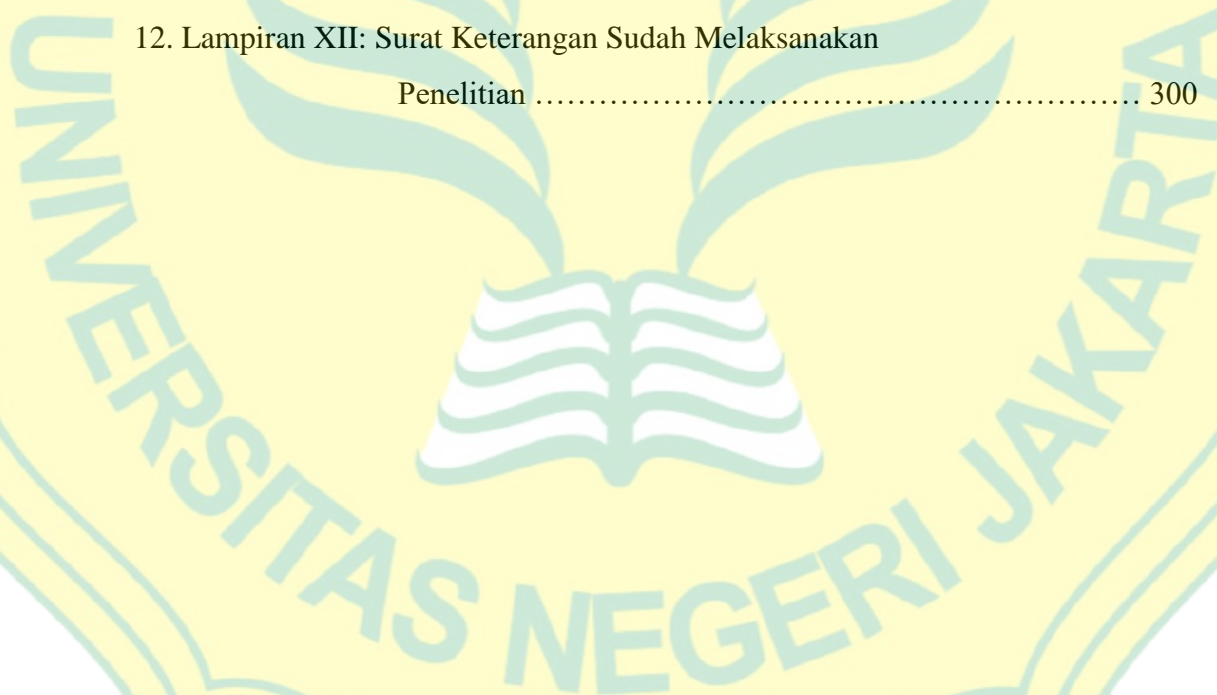 12. Lampiran XII: Surat Keterangan Sudah Melaksanakan
Penelitian ……………………………………………… 300
UNIVERSITAS NEGERI JAKARTA